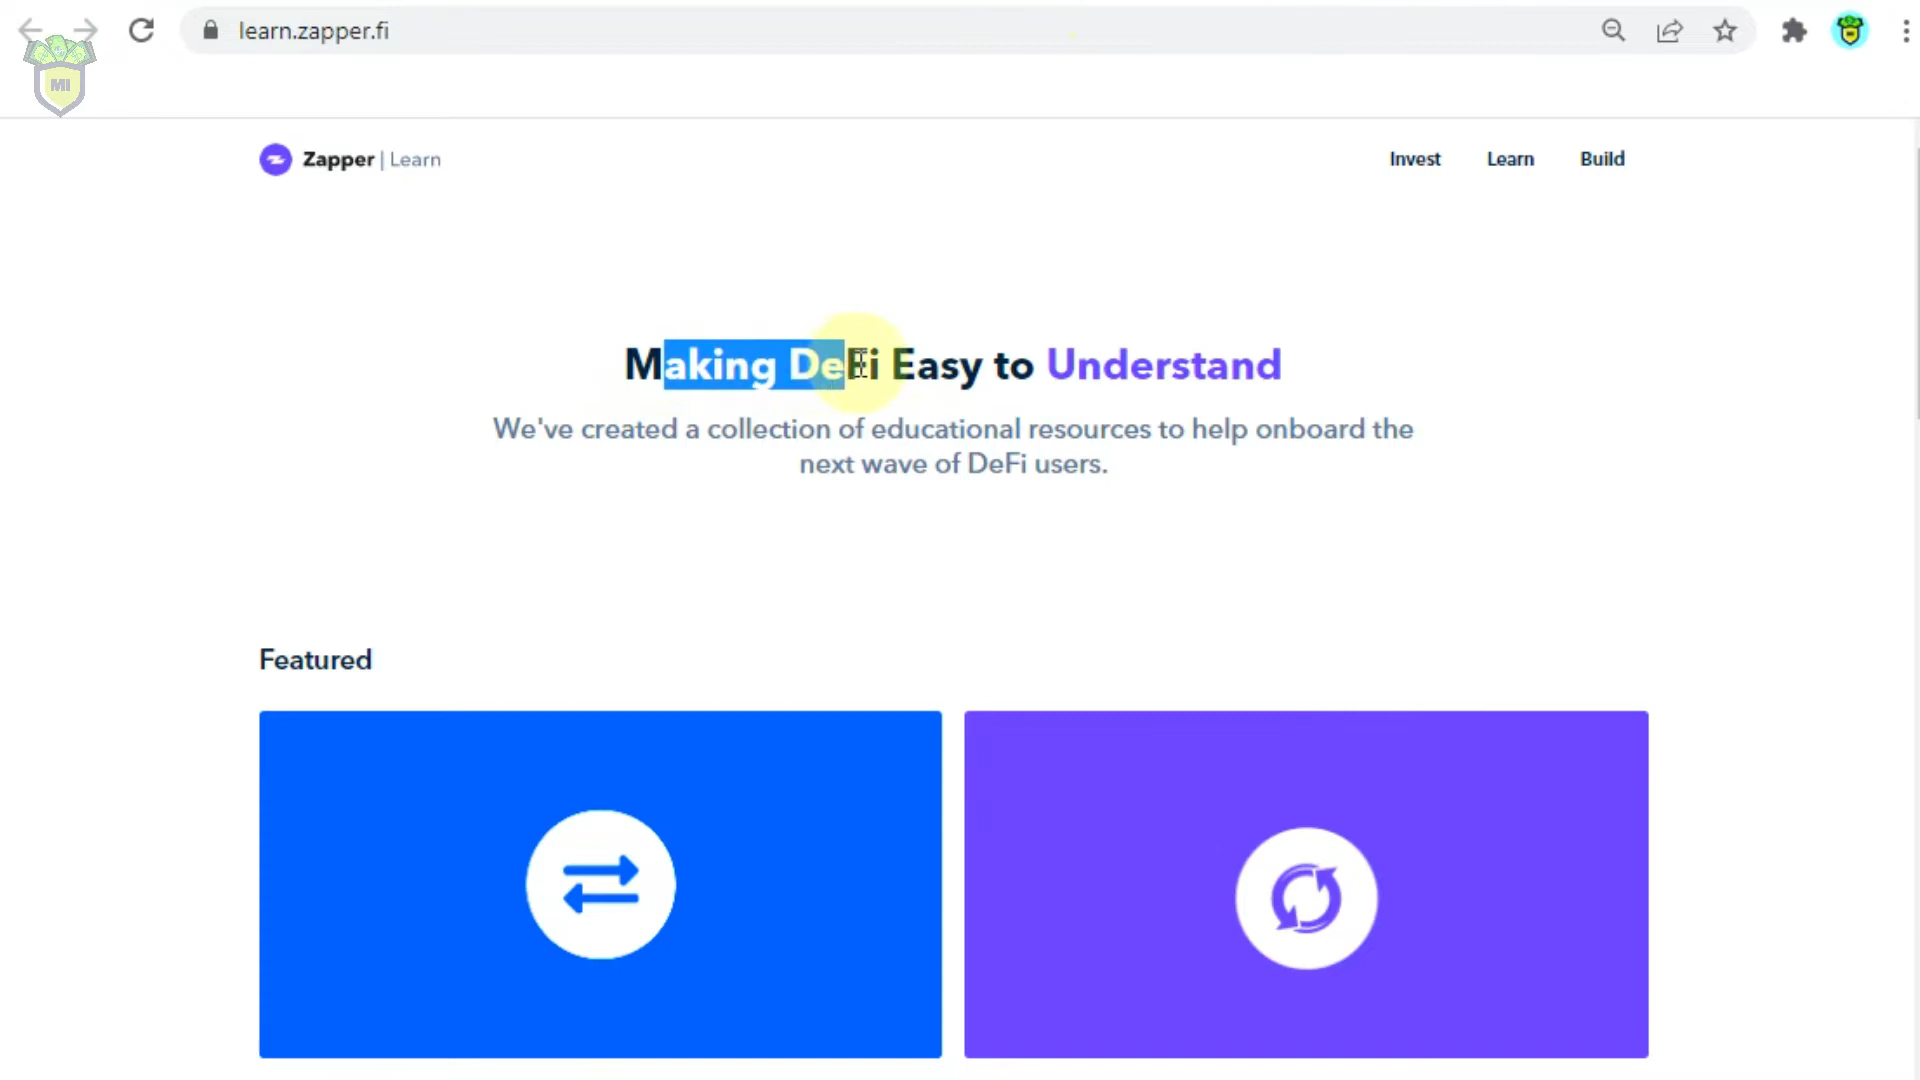 learn.zapper.fi
MI
Zapper | Learn
Invest
Learn
Build
Making DeFi Easy to Understand
We've created a collection of educational resources to help onboard the
next wave of DeFi users.
Featured